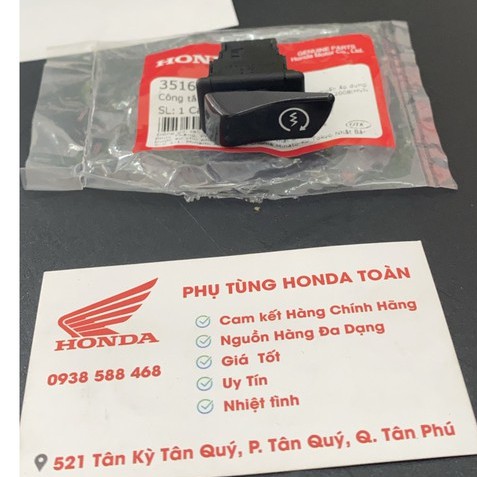 HONDA
GENUINE PARTS
Honda Motor Co., Ltd.
3516
Công tắ
SL: 1 C
PHỤ TÙNG HONDA TOÀN
HONDA
0938 588 468
Cam kết Hàng Chính Hãng
Nguồn Hàng Đa Dạng
Giá Tốt
Uy Tín
Nhiệt tình
521 Tân Kỳ Tân Quý, P. Tân Quý, Q. Tân Phú